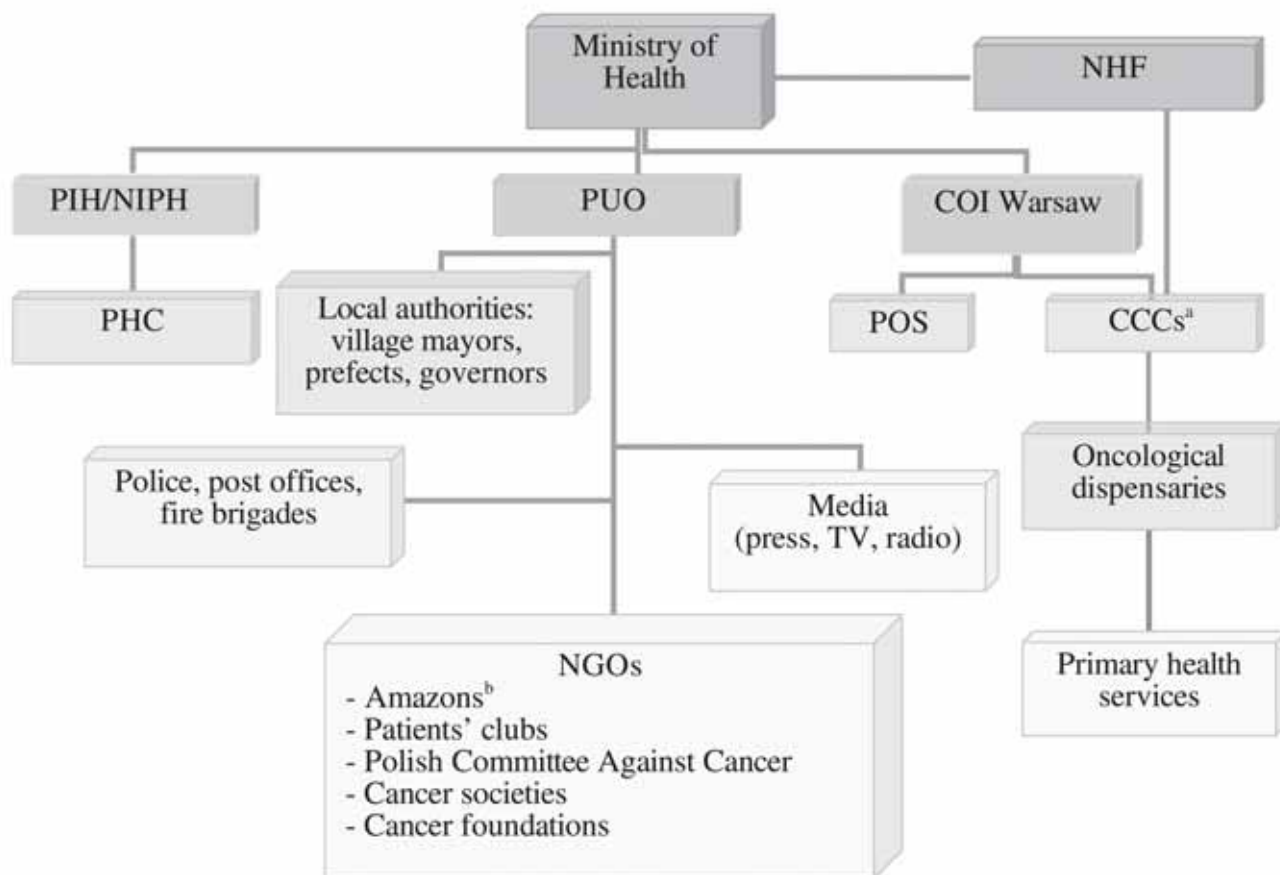 Ministry of
Health
NHF
PIH/NIPH
PUO
COI Warsaw
PHC
Local authorities:
village mayors,
prefects, governors
POS
CCCsᵃ
Police, post offices,
fire brigades
Media
(press, TV, radio)
Oncological
dispensaries
NGOs
- Amazonsᵇ
- Patients’ clubs
- Polish Committee Against Cancer
- Cancer societies
- Cancer foundations
Primary health
services